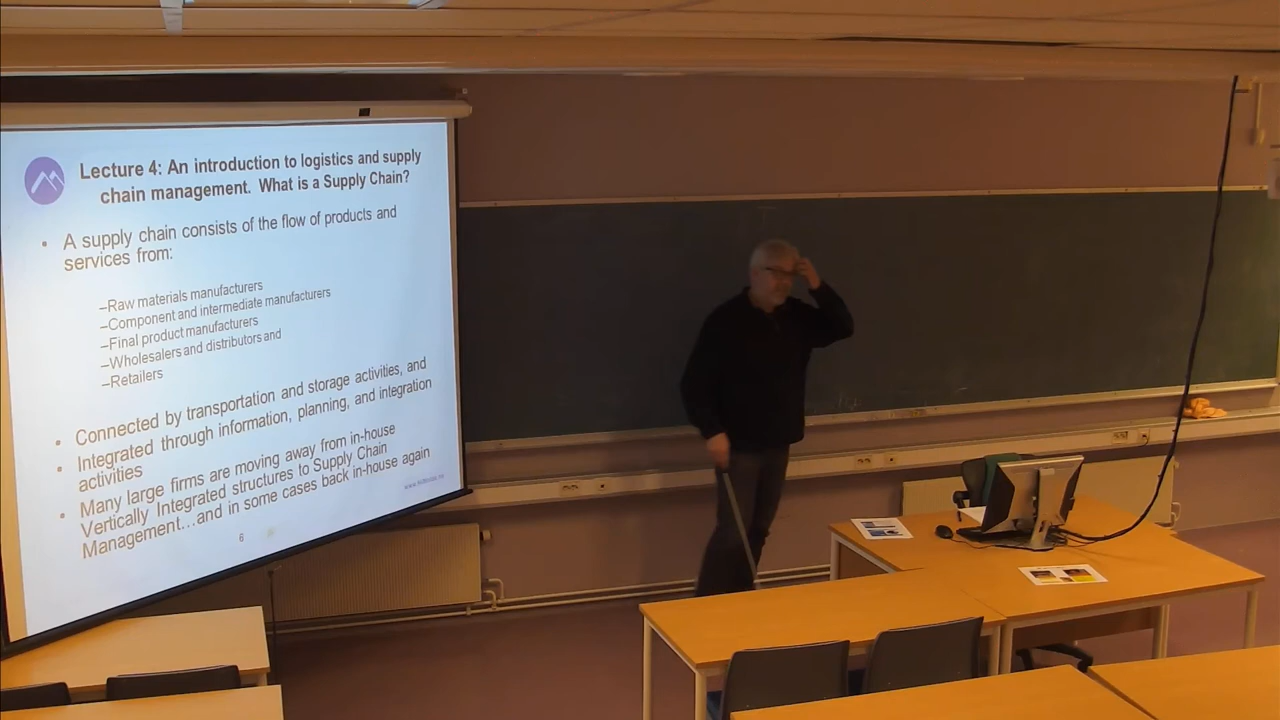 Lecture 4: An introduction to logistics and supply
chain management. What is a Supply Chain?
• A supply chain consists of the flow of products and
services from:
–Raw materials manufacturers
–Component and intermediate manufacturers
–Final product manufacturers
–Wholesalers and distributors and
–Retailers
• Connected by transportation and storage activities, and
• Integrated through information, planning, and integration
activities
• Many large firms are moving away from in-house
Vertically Integrated structures to Supply Chain
Management…and in some cases back in-house again
6